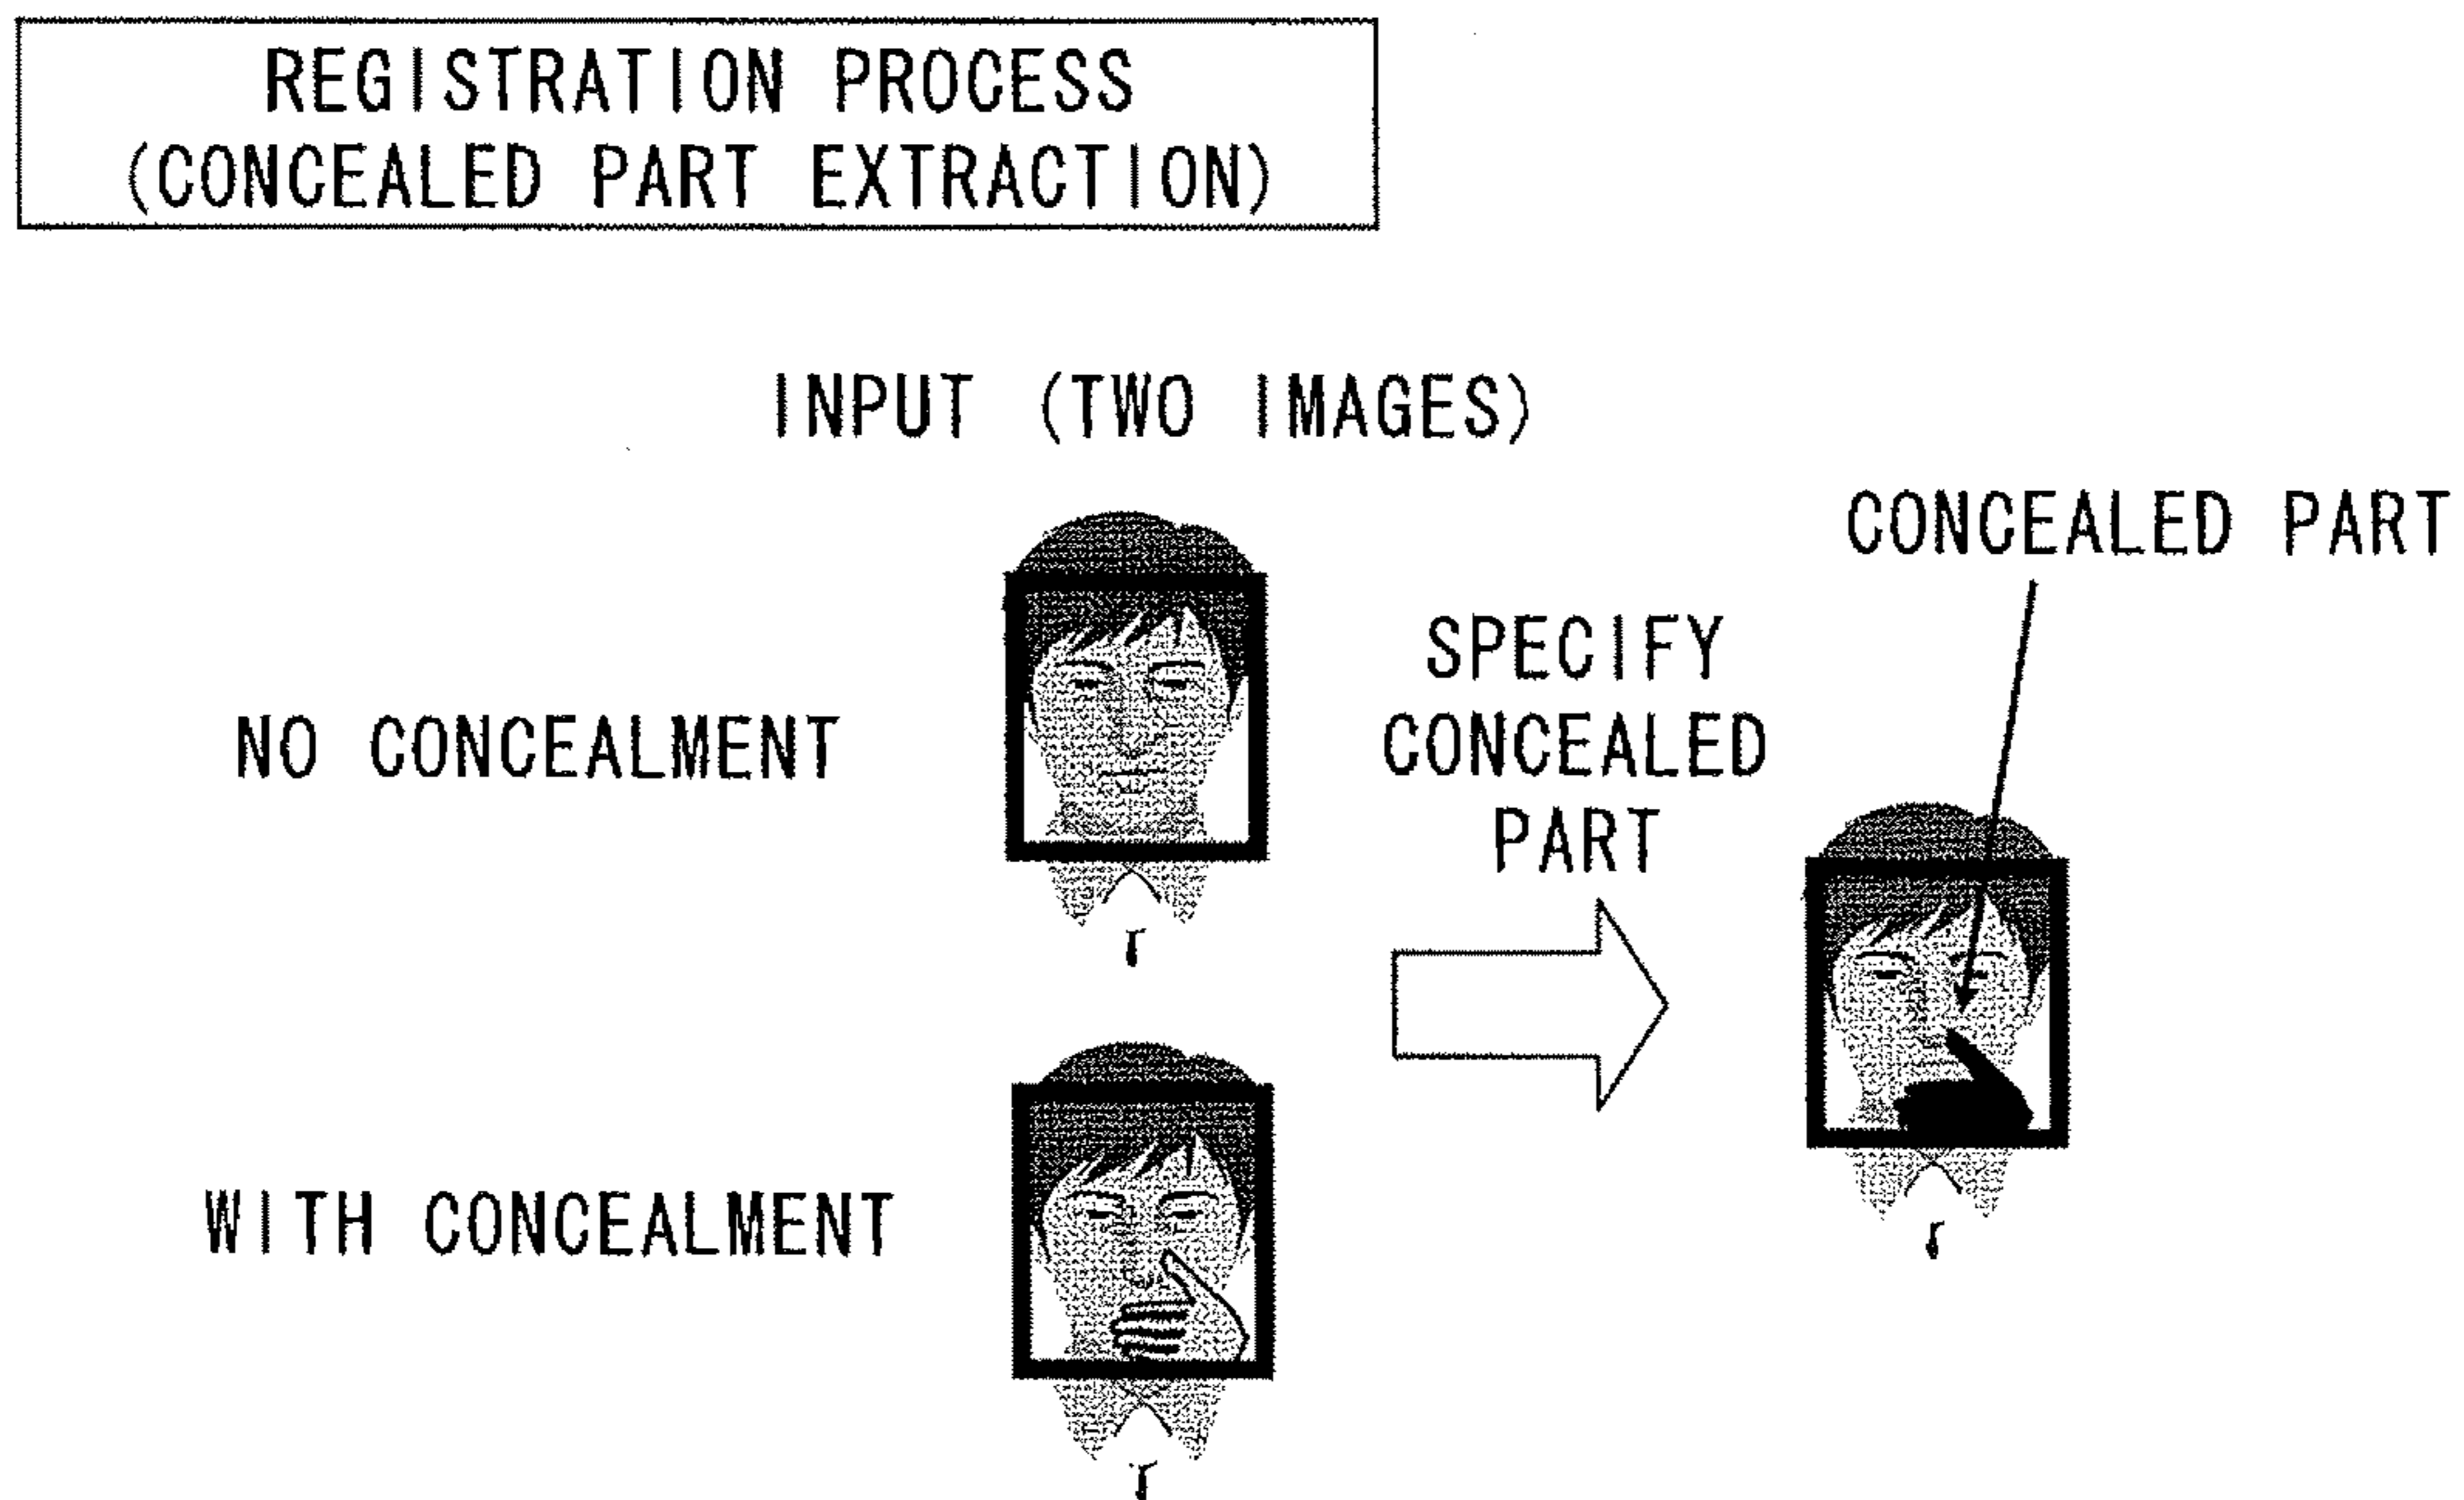 REGISTRATION PROCESS
(CONCEALED PART EXTRACTION)
INPUT (TWO IMAGES)
CONCEALED PART
SPECIFY
CONCEALED
PART
NO CONCEALMENT
WITH CONCEALMENT